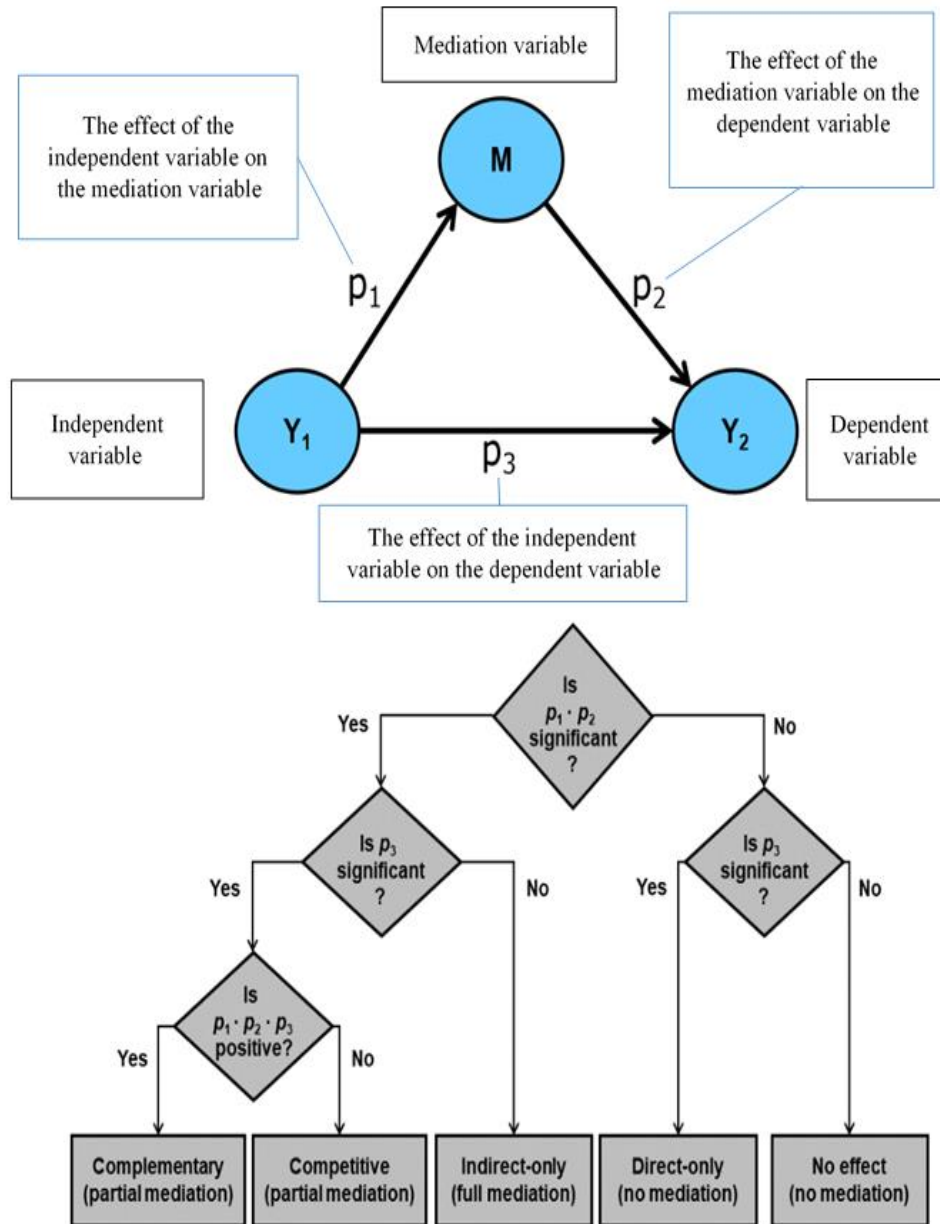 Mediation variable
The effect of the
mediation variable on the
dependent variable
The effect of the
independent variable on
the mediation variable
M
p1
p2
Independent
variable
Y1
Y2
Dependent
variable
p3
The effect of the independent
variable on the dependent variable
Is
p1 · p2
significant
?
Yes
No
Is p3
significant
?
Is p3
significant
?
Yes
No
Yes
No
Is
p1 · p2 · p3
positive?
Yes
No
Complementary
(partial mediation)
Competitive
(partial mediation)
Indirect-only
(full mediation)
Direct-only
(no mediation)
No effect
(no mediation)